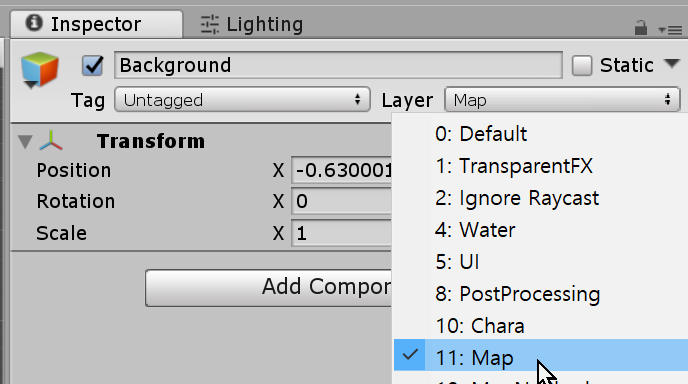 Inspector Lighting
Background Static
Tag Untagged Layer Map
Transform
Position X -0.630001
Rotation X 0
Scale X 1
Add Compor
0: Default
1: TransparentFX
2: Ignore Raycast
4: Water
5: UI
8: PostProcessing
10: Chara
11: Map